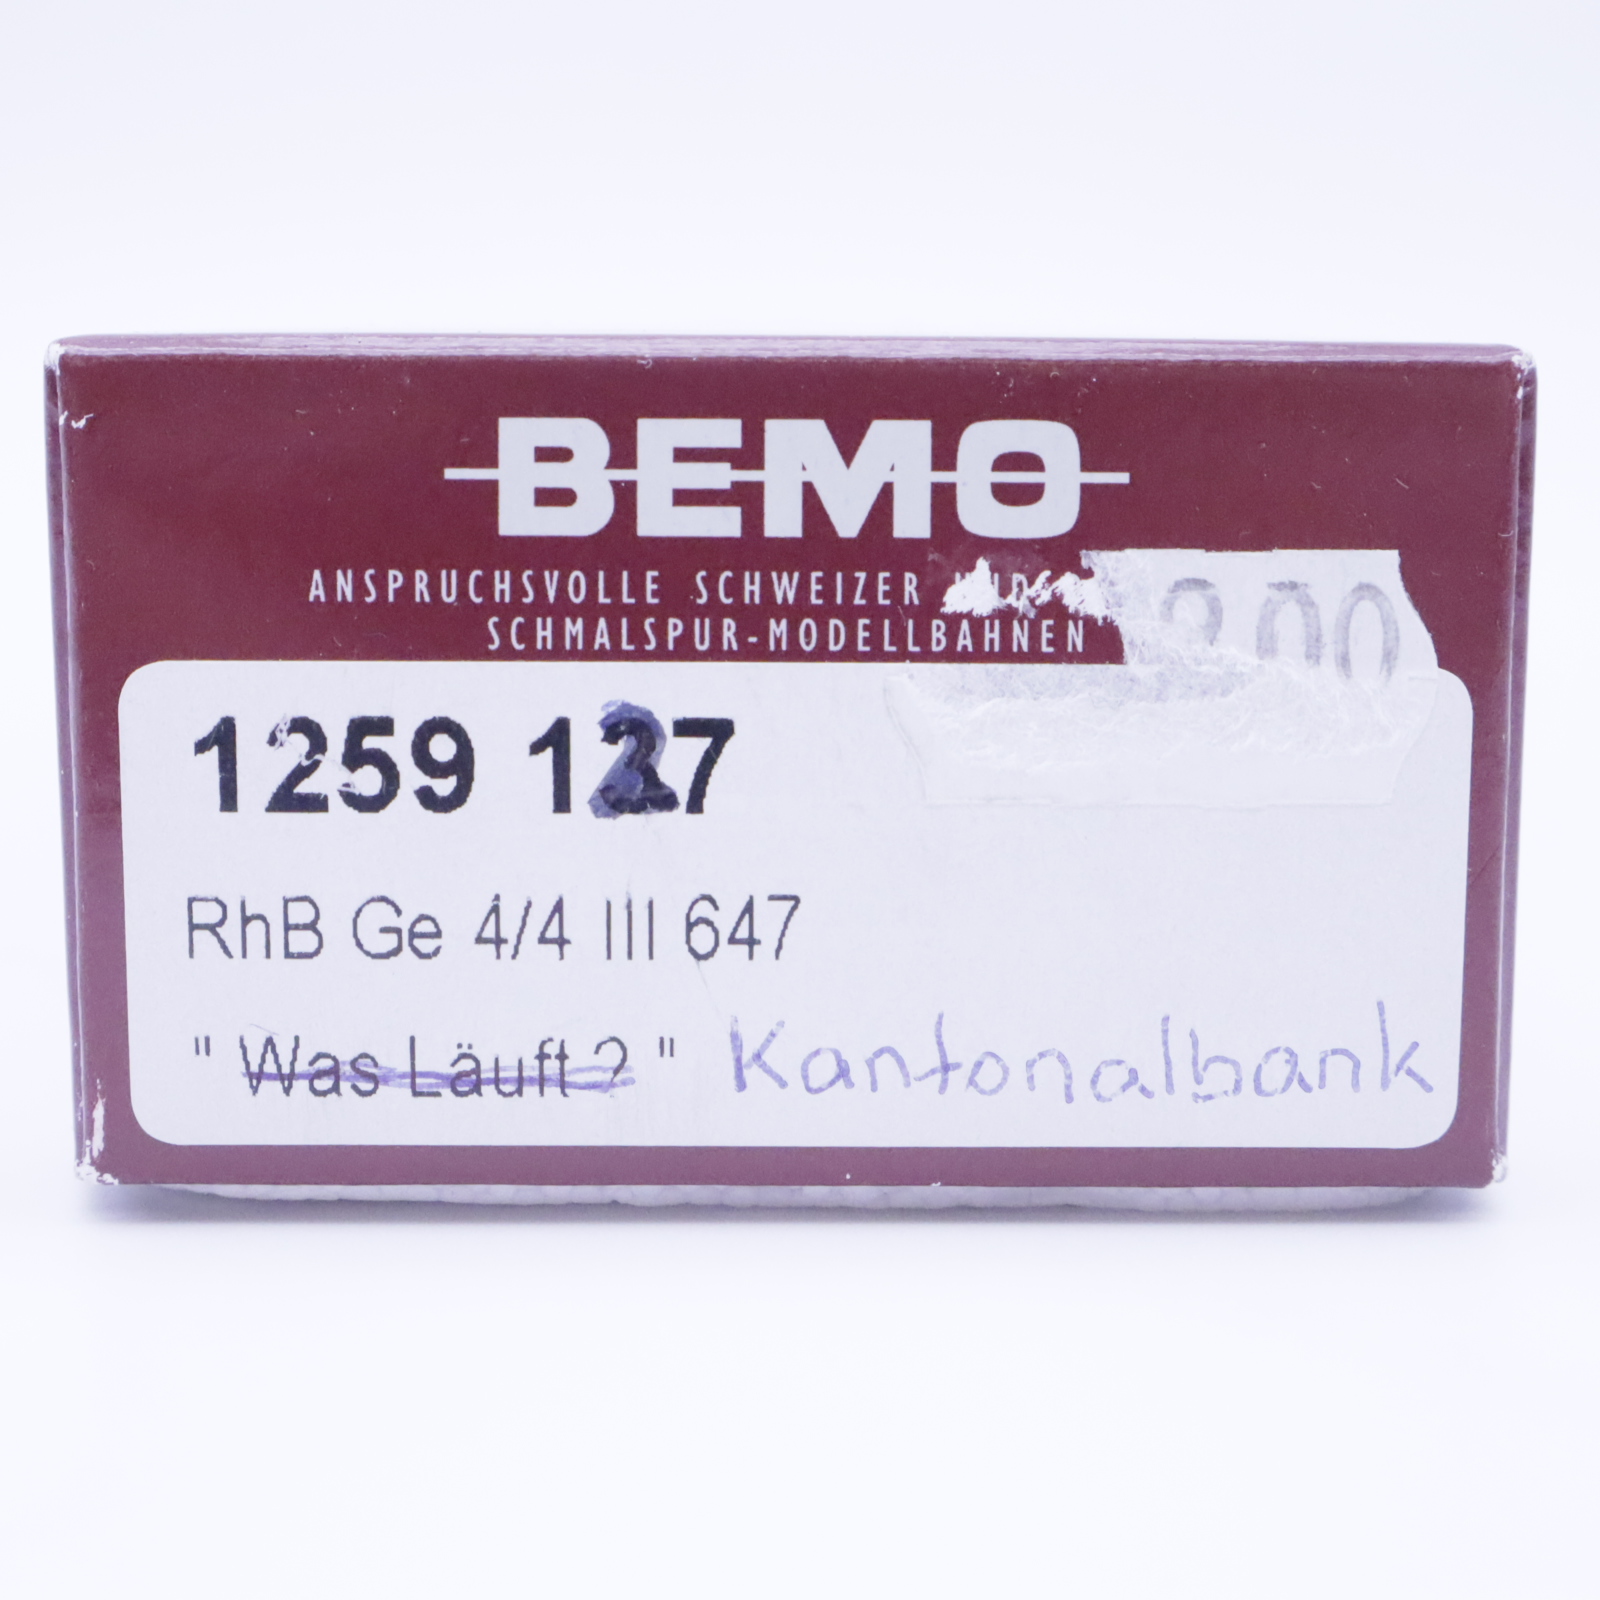 BEMO
ANSPRUCHSVOLLE SCHWEIZER
SCHMALSPUR-MODELLBAHNEN
1259 127
RhB Ge 4/4 III 647
" Was Läuft ? " Kantonalbank